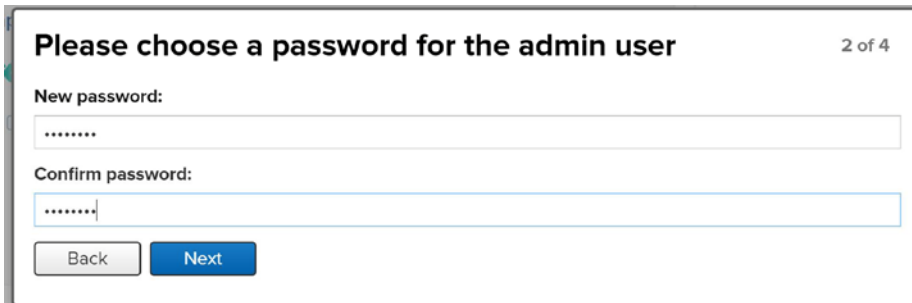 Please choose a password for the admin user 2 of 4
New password:
••••••••
Confirm password:
••••••••
Back Next